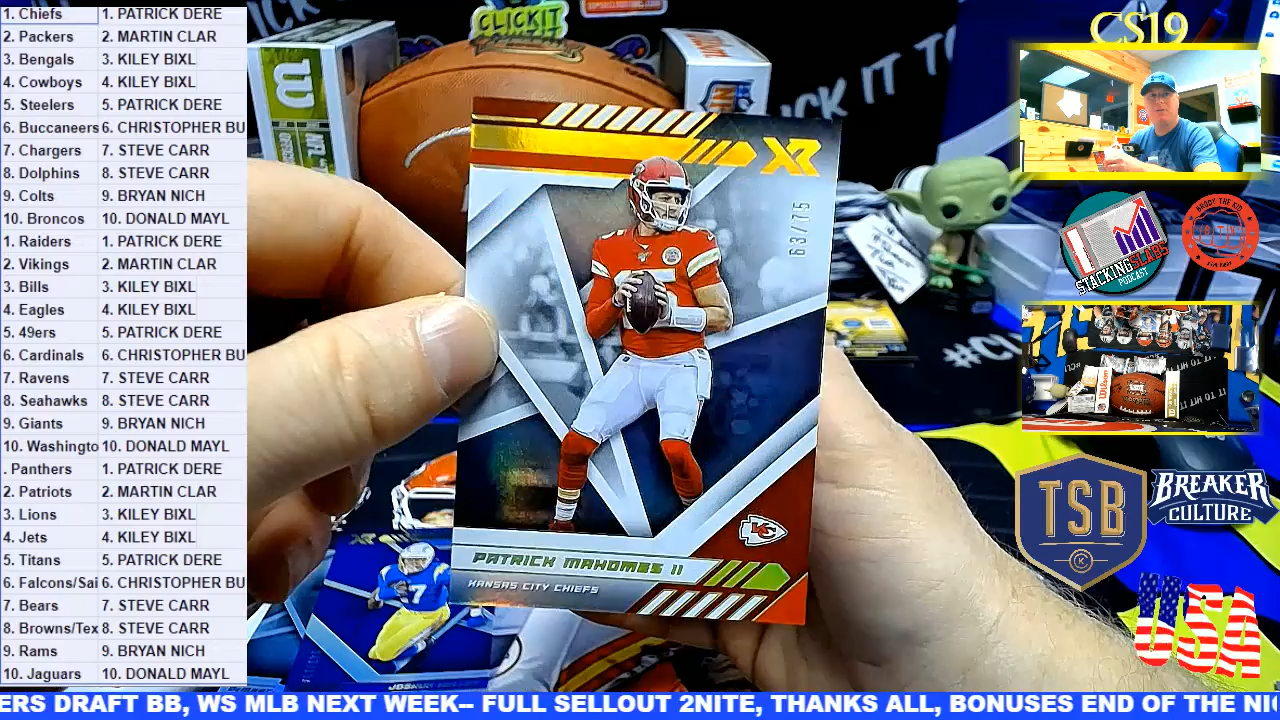 1. Chiefs 1. PATRICK DERE
2. Packers 2. MARTIN CLAR
3. Bengals 3. KILEY BIXL
4. Cowboys 4. KILEY BIXL
5. Steelers 5. PATRICK DERE
6. Buccaneers 6. CHRISTOPHER BU
7. Chargers 7. STEVE CARR
8. Dolphins 8. STEVE CARR
9. Colts 9. BRYAN NICH
10. Broncos 10. DONALD MAYL
1. Raiders 1. PATRICK DERE
2. Vikings 2. MARTIN CLAR
3. Bills 3. KILEY BIXL
4. Eagles 4. KILEY BIXL
5. 49ers 5. PATRICK DERE
6. Cardinals 6. CHRISTOPHER BU
7. Ravens 7. STEVE CARR
8. Seahawks 8. STEVE CARR
9. Giants 9. BRYAN NICH
10. Washingto 10. DONALD MAYL
. Panthers 1. PATRICK DERE
2. Patriots 2. MARTIN CLAR
3. Lions 3. KILEY BIXL
4. Jets 4. KILEY BIXL
5. Titans 5. PATRICK DERE
6. Falcons/Sai 6. CHRISTOPHER BU
7. Bears 7. STEVE CARR
8. Browns/Tex 8. STEVE CARR
9. Rams 9. BRYAN NICH
10. Jaguars 10. DONALD MAYL
CLICKIT
XR
63/75
PATRICK MAHOMES II
KANSAS CITY CHIEFS
KC
CS19
STACKING SLABS
PODCAST
BRODY THE KID
TSB
K
BREAKER
CULTURE
USA
ERS DRAFT BB, WS MLB NEXT WEEK-- FULL SELLOUT 2NITE, THANKS ALL, BONUSES END OF THE NI